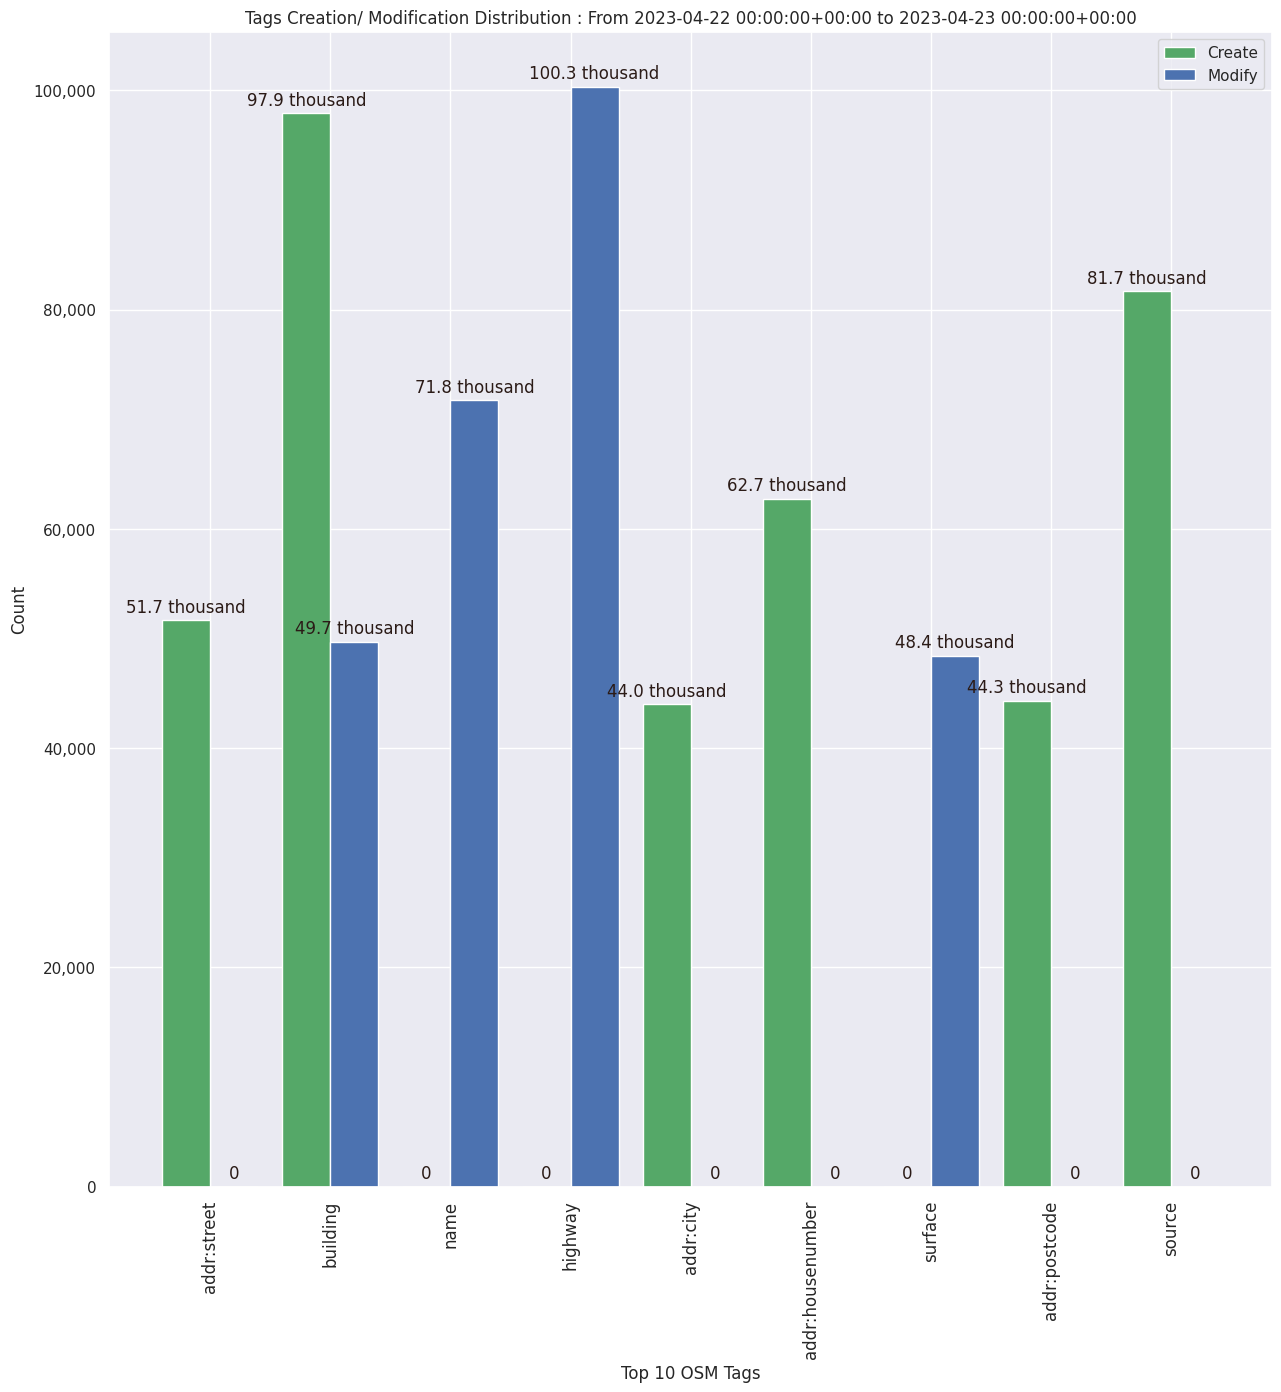 Tags Creation/ Modification Distribution : From 2023-04-22 00:00:00+00:00 to 2023-04-23 00:00:00+00:00
Create
Modify
100.3 thousand
97.9 thousand
81.7 thousand
71.8 thousand
62.7 thousand
51.7 thousand
49.7 thousand
48.4 thousand
44.0 thousand
44.3 thousand
0
0
0
0
0
0
0
0
100,000
80,000
60,000
40,000
20,000
0
Count
addr:street
building
name
highway
addr:city
addr:housenumber
surface
addr:postcode
source
Top 10 OSM Tags